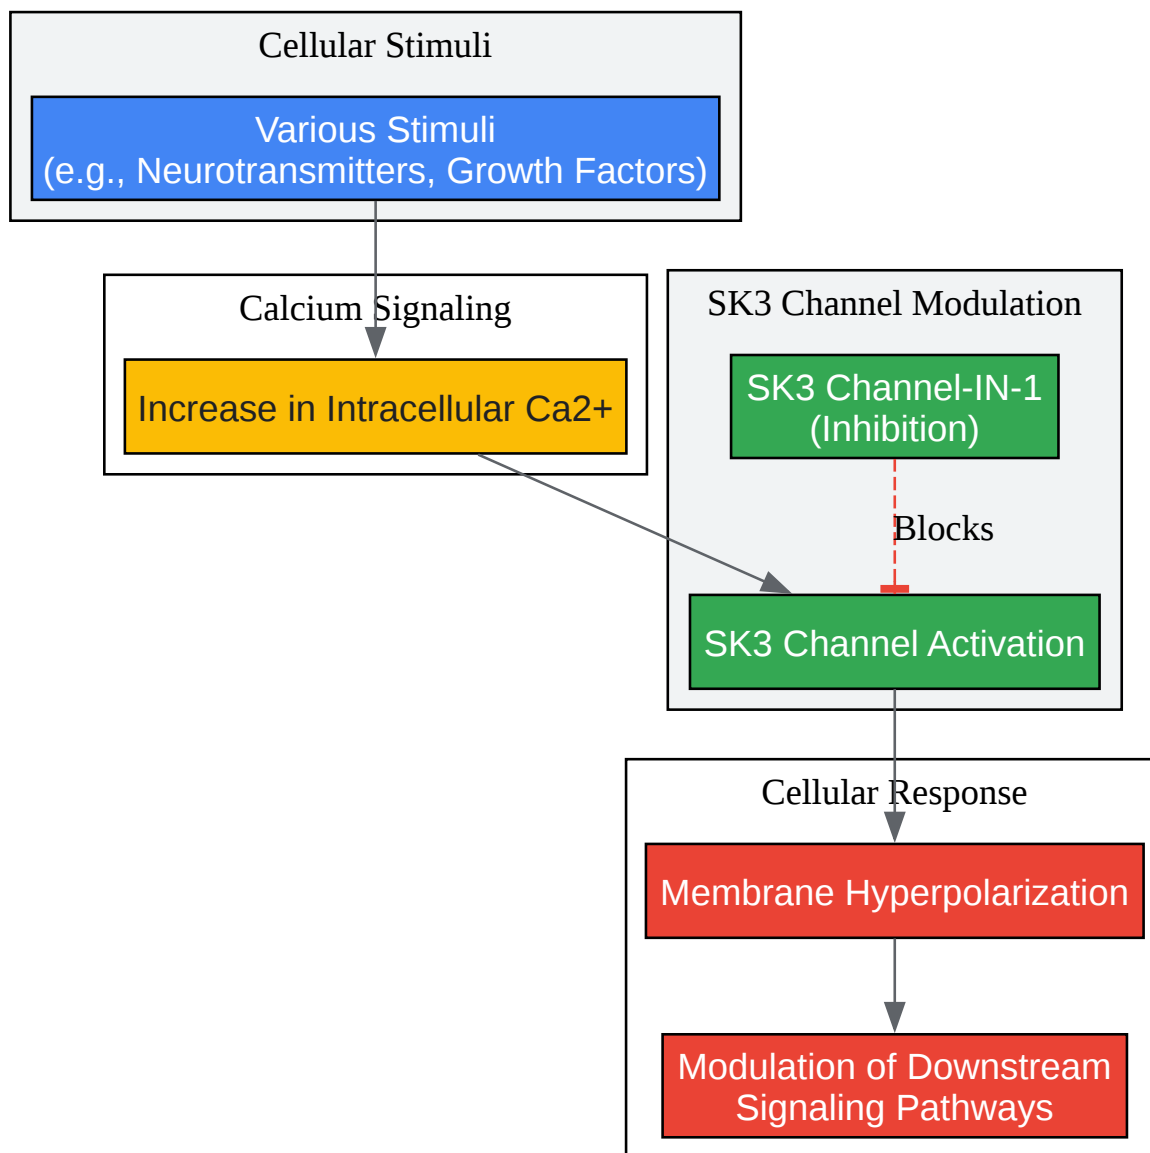 Cellular Stimuli
Various Stimuli
(e.g., Neurotransmitters, Growth Factors)
Calcium Signaling
Increase in Intracellular Ca2+
SK3 Channel Modulation
SK3 Channel-IN-1
(Inhibition)
Blocks
SK3 Channel Activation
Cellular Response
Membrane Hyperpolarization
Modulation of Downstream
Signaling Pathways